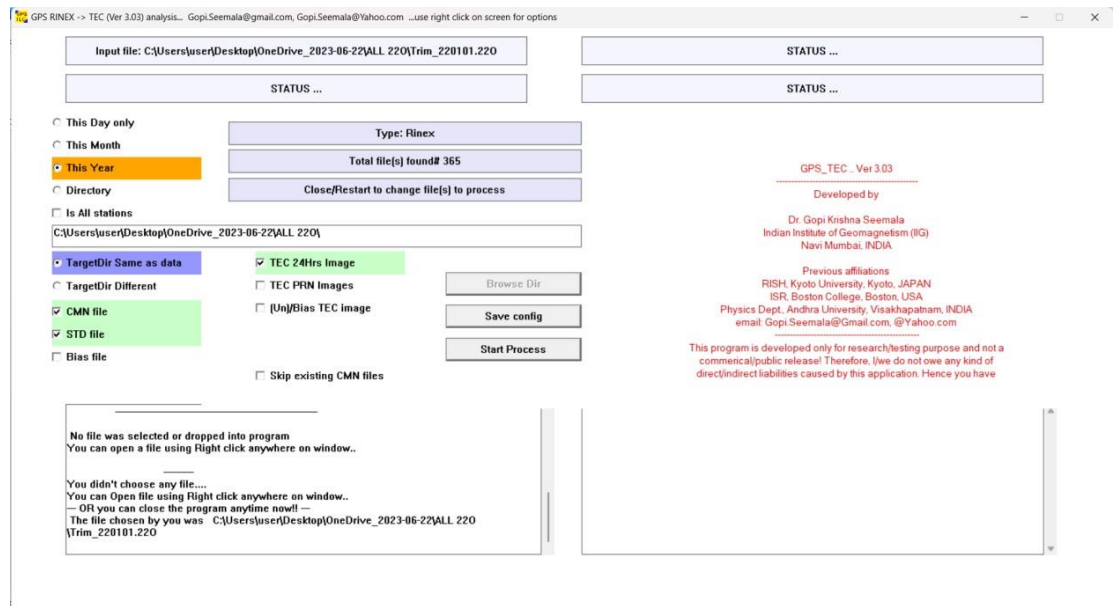 GPS RINEX -> TEC (Ver 3.03) analysis... Gopi.Seemala@gmail.com, Gopi.Seemala@Yahoo.com ...use right click on screen for options
Input file: C:\Users\user\Desktop\OneDrive_2023-06-22\ALL 22O\Trim_220101.22O
STATUS ...
STATUS ...
STATUS ...
This Day only
This Month
This Year
Directory
Is All stations
Type: Rinex
Total file(s) found# 365
Close/Restart to change file(s) to process
C:\Users\user\Desktop\OneDrive_2023-06-22\ALL 22O\
TargetDir Same as data
TargetDir Different
CMN file
STD file
Bias file
TEC 24Hrs Image
TEC PRN Images
(Un)/Bias TEC image
Skip existing CMN files
Browse Dir
Save config
Start Process
GPS_TEC .. Ver 3.03
Developed by
Dr. Gopi Krishna Seemala
Indian Institute of Geomagnetism (IIG)
Navi Mumbai, INDIA
Previous affiliations
RISH, Kyoto University, Kyoto, JAPAN
ISR, Boston College, Boston, USA
Physics Dept., Andhra University, Visakhapatnam, INDIA
email: Gopi.Seemala@Gmail.com, @Yahoo.com
This program is developed only for research/testing purpose and not a
commerical/public release! Therefore, I/we do not owe any kind of
direct/indirect liabilities caused by this application. Hence you have
No file was selected or dropped into program
You can open a file using Right click anywhere on window..
You didn't choose any file....
You can Open file using Right click anywhere on window..
— OR you can close the program anytime now!! —
The file chosen by you was C:\Users\user\Desktop\OneDrive_2023-06-22\ALL 22O
\Trim_220101.22O